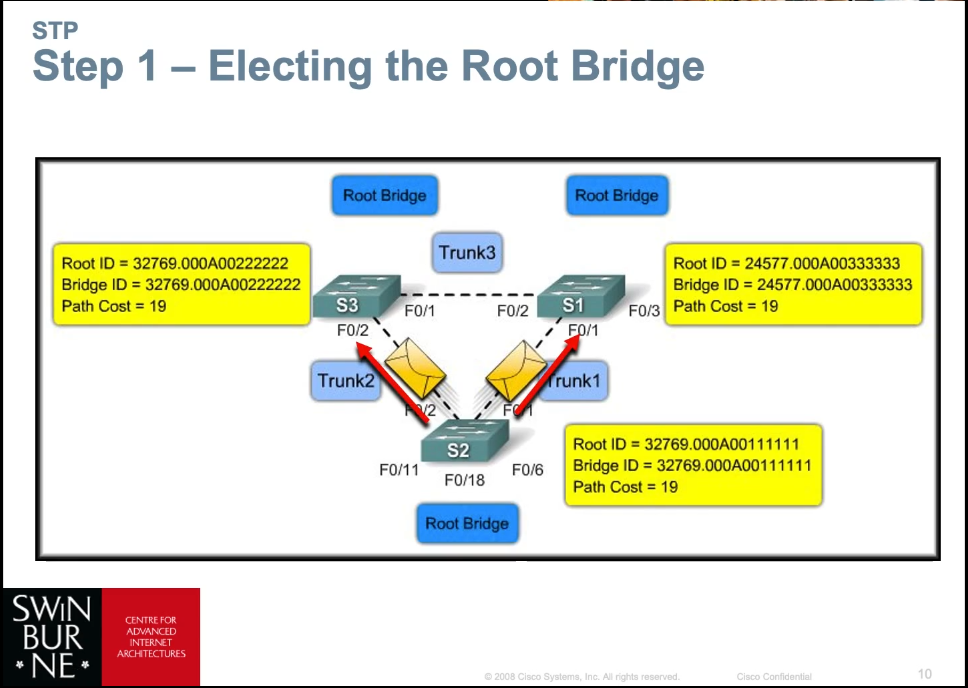 STP
Step 1 – Electing the Root Bridge
Root Bridge
Root Bridge
Trunk3
Root ID = 32769.000A00222222
Bridge ID = 32769.000A00222222
Path Cost = 19
Root ID = 24577.000A00333333
Bridge ID = 24577.000A00333333
Path Cost = 19
S3
F0/1
F0/2
S1
F0/3
F0/2
F0/1
Trunk2
Trunk1
F0/2
F0/1
S2
F0/11
F0/18
F0/6
Root ID = 32769.000A00111111
Bridge ID = 32769.000A00111111
Path Cost = 19
Root Bridge
SWIN
BUR
* NE *
CENTRE FOR
ADVANCED
INTERNET
ARCHITECTURES
© 2008 Cisco Systems, Inc. All rights reserved.
Cisco Confidential
10